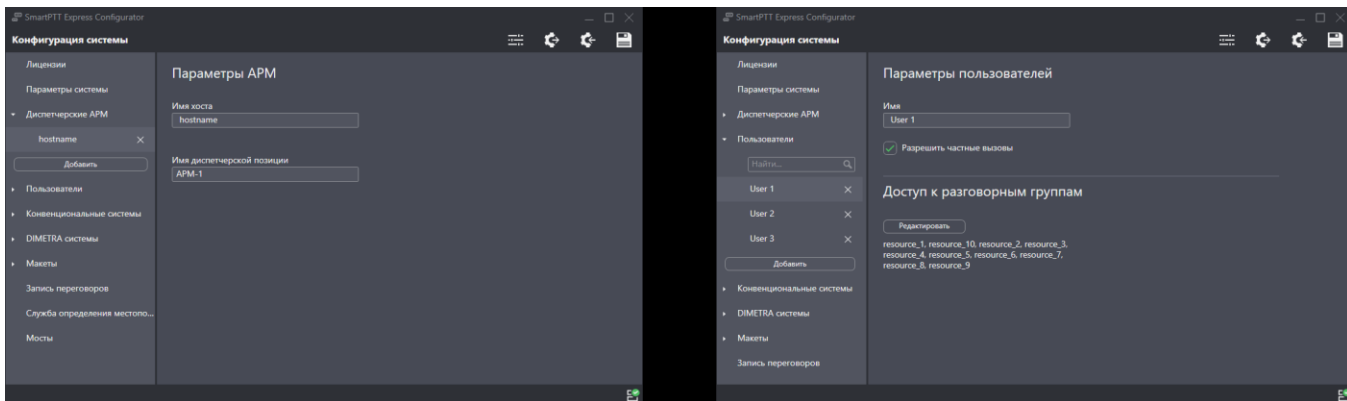 SmartPTT Express Configurator
Конфигурация системы
Лицензии
Параметры системы
Диспетчерские АРМ
hostname
Добавить
Пользователи
Конвенциональные системы
DIMETRA системы
Макеты
Запись переговоров
Служба определения местопо...
Мосты
Параметры АРМ
Имя хоста
hostname
Имя диспетчерской позиции
АРМ-1
SmartPTT Express Configurator
Конфигурация системы
Лицензии
Параметры системы
Диспетчерские АРМ
Пользователи
Найти...
User 1
User 2
User 3
Добавить
Конвенциональные системы
DIMETRA системы
Макеты
Запись переговоров
Параметры пользователей
Имя
User 1
Разрешить частные вызовы
Доступ к разговорным группам
Редактировать
resource_1, resource_10, resource_2, resource_3,
resource_4, resource_5, resource_6, resource_7,
resource_8, resource_9